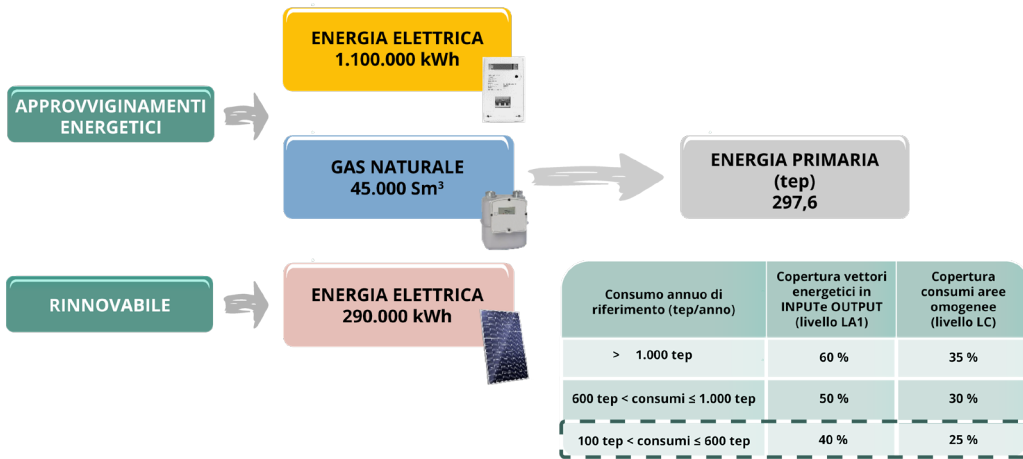 ENERGIA ELETTRICA
1.100.000 kWh
APPROVVIGINAMENTI
ENERGETICI
GAS NATURALE
45.000 Sm³
ENERGIA PRIMARIA
(tep)
297,6
RINNOVABILE
ENERGIA ELETTRICA
290.000 kWh
Consumo annuo di
riferimento (tep/anno)
Copertura vettori
energetici in
INPUTe OUTPUT
(livello LA1)
Copertura
consumi aree
omogenee
(livello LC)
> 1.000 tep
60 %
35 %
600 tep < consumi ≤ 1.000 tep
50 %
30 %
100 tep < consumi ≤ 600 tep
40 %
25 %